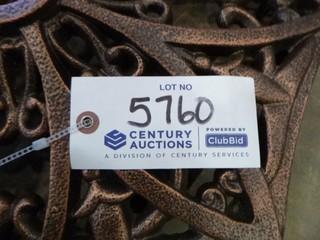 LOT NO
5760
CENTURY AUCTIONS
POWERED BY
ClubBid
A DIVISION OF CENTURY SERVICES